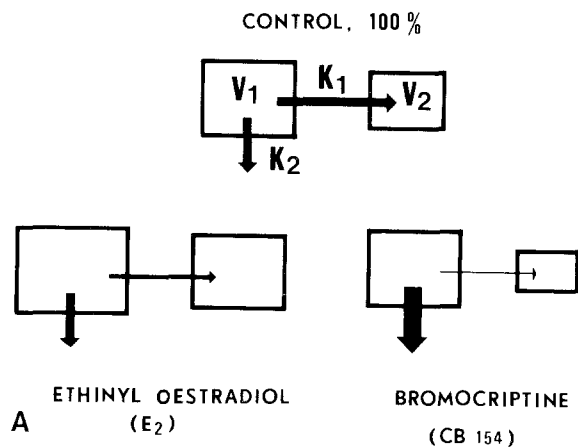 CONTROL, 100%
K1
V1
V2
K2
ETHINYL OESTRADIOL
(E2)
BROMOCRIPTINE
(CB 154)
A